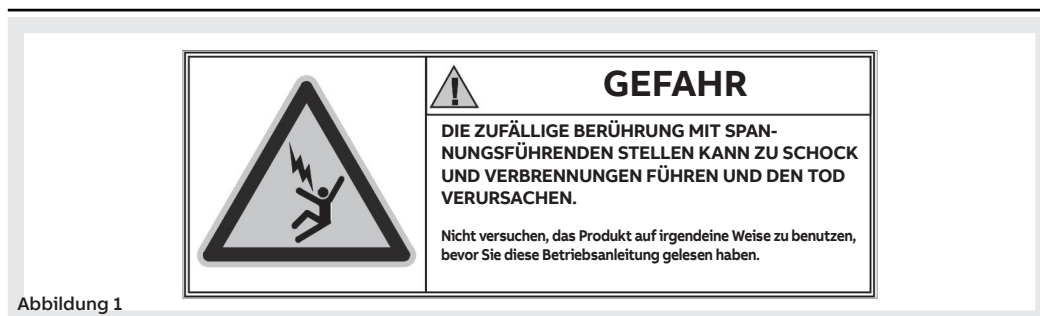 GEFAHR
DIE ZUFÄLLIGE BERÜHRUNG MIT SPAN-
NUNGSFÜHRENDEN STELLEN KANN ZU SCHOCK
UND VERBRENNUNGEN FÜHREN UND DEN TOD
VERURSACHEN.
Nicht versuchen, das Produkt auf irgendeine Weise zu benutzen,
bevor Sie diese Betriebsanleitung gelesen haben.
Abbildung 1